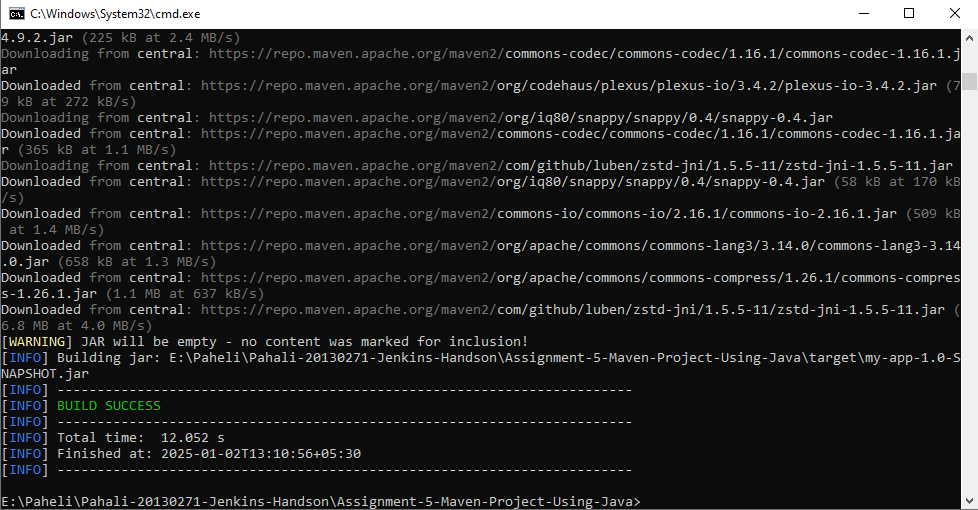 C:\Windows\System32\cmd.exe
4.9.2.jar (225 kB at 2.4 MB/s)
Downloading from central: https://repo.maven.apache.org/maven2/commons-codec/commons-codec/1.16.1/commons-codec-1.16.1.j
ar
Downloaded from central: https://repo.maven.apache.org/maven2/org/codehaus/plexus/plexus-io/3.4.2/plexus-io-3.4.2.jar (7
9 kB at 272 kB/s)
Downloading from central: https://repo.maven.apache.org/maven2/org/iq80/snappy/snappy/0.4/snappy-0.4.jar
Downloaded from central: https://repo.maven.apache.org/maven2/commons-codec/commons-codec/1.16.1/commons-codec-1.16.1.ja
r (365 kB at 1.1 MB/s)
Downloading from central: https://repo.maven.apache.org/maven2/com/github/luben/zstd-jni/1.5.5-11/zstd-jni-1.5.5-11.jar
Downloaded from central: https://repo.maven.apache.org/maven2/org/iq80/snappy/snappy/0.4/snappy-0.4.jar (58 kB at 170 kB
/s)
Downloaded from central: https://repo.maven.apache.org/maven2/commons-io/commons-io/2.16.1/commons-io-2.16.1.jar (509 kB
 at 1.4 MB/s)
Downloaded from central: https://repo.maven.apache.org/maven2/org/apache/commons/commons-lang3/3.14.0/commons-lang3-3.14
.0.jar (658 kB at 1.3 MB/s)
Downloaded from central: https://repo.maven.apache.org/maven2/org/apache/commons/commons-compress/1.26.1/commons-compres
s-1.26.1.jar (1.1 MB at 637 kB/s)
Downloaded from central: https://repo.maven.apache.org/maven2/com/github/luben/zstd-jni/1.5.5-11/zstd-jni-1.5.5-11.jar (
6.8 MB at 4.0 MB/s)
[WARNING] JAR will be empty - no content was marked for inclusion!
[INFO] Building jar: E:\Paheli\Pahali-20130271-Jenkins-Handson\Assignment-5-Maven-Project-Using-Java\target\my-app-1.0-S
NAPSHOT.jar
[INFO] ------------------------------------------------------------------------
[INFO] BUILD SUCCESS
[INFO] ------------------------------------------------------------------------
[INFO] Total time:  12.052 s
[INFO] Finished at: 2025-01-02T13:10:56+05:30
[INFO] ------------------------------------------------------------------------
E:\Paheli\Pahali-20130271-Jenkins-Handson\Assignment-5-Maven-Project-Using-Java>